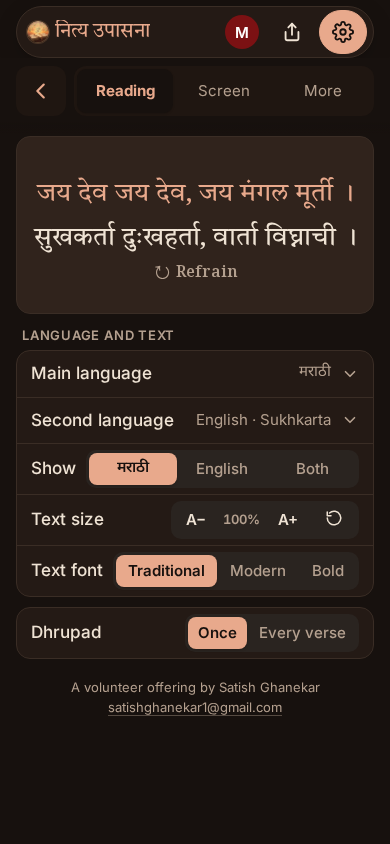 नित्य उपासना
M
Reading Screen More
जय देव जय देव, जय मंगल मूर्ती ।
सुखकर्ता दुःखहर्ता, वार्ता विघ्नाची ।
Refrain
LANGUAGE AND TEXT
Main language मराठी
Second language English · Sukhkarta
Show मराठी English Both
Text size A− 100% A+
Text font Traditional Modern Bold
Dhrupad Once Every verse
A volunteer offering by Satish Ghanekar
satishghanekar1@gmail.com